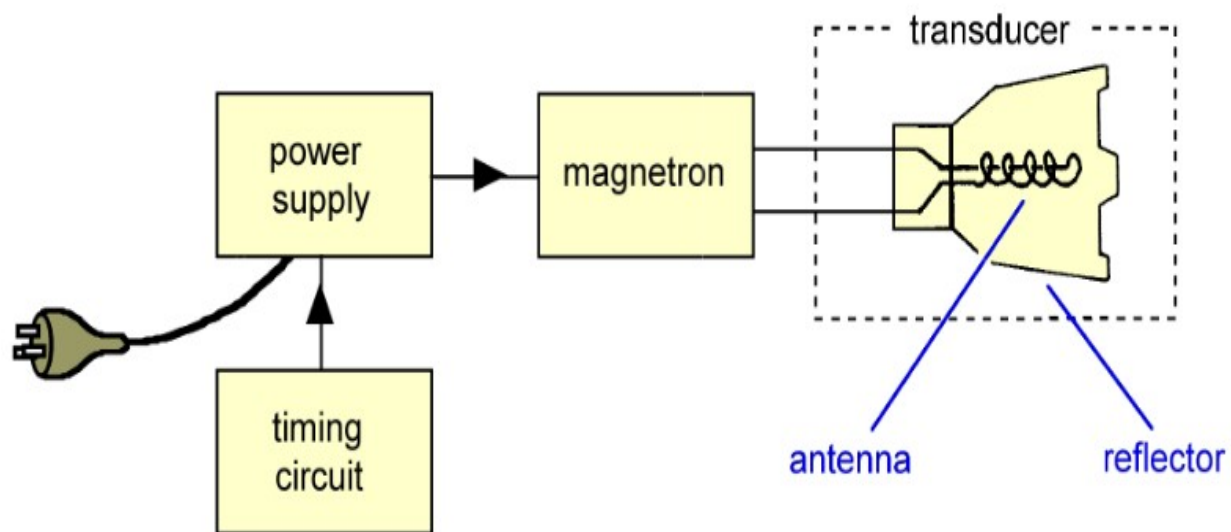 transducer
power
supply
magnetron
timing
circuit
antenna
reflector